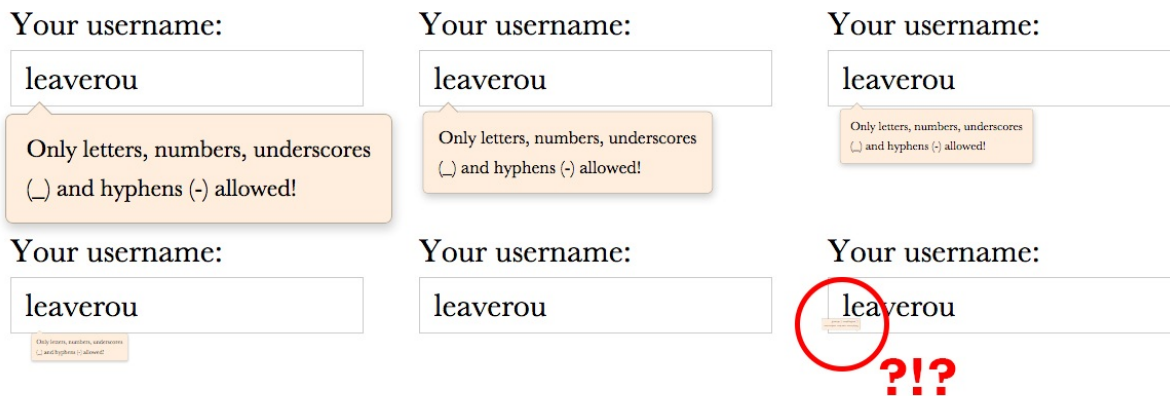 Your username:
leaverou
Only letters, numbers, underscores
(_) and hyphens (-) allowed!
Your username:
leaverou
Only letters, numbers, underscores
(_) and hyphens (-) allowed!
Your username:
leaverou
Only letters, numbers, underscores
(_) and hyphens (-) allowed!
Your username:
leaverou
Only letters, numbers, underscores
(_) and hyphens (-) allowed!
Your username:
leaverou
Your username:
leaverou
?!?